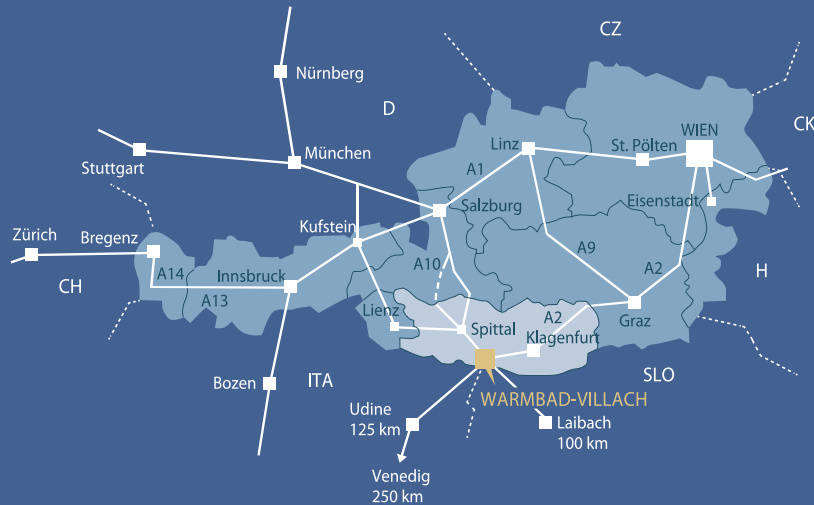 CZ
Nürnberg
D
CK
WIEN
Linz
St. Pölten
München
Stuttgart
A1
Eisenstadt
Salzburg
Kufstein
Zürich
Bregenz
A9
A10
A2
H
A14
Innsbruck
CH
A13
Lienz
Spittal
A2
Graz
Klagenfurt
SLO
Bozen
ITA
WARMBAD-VILLACH
Udine
125 km
Laibach
100 km
Venedig
250 km